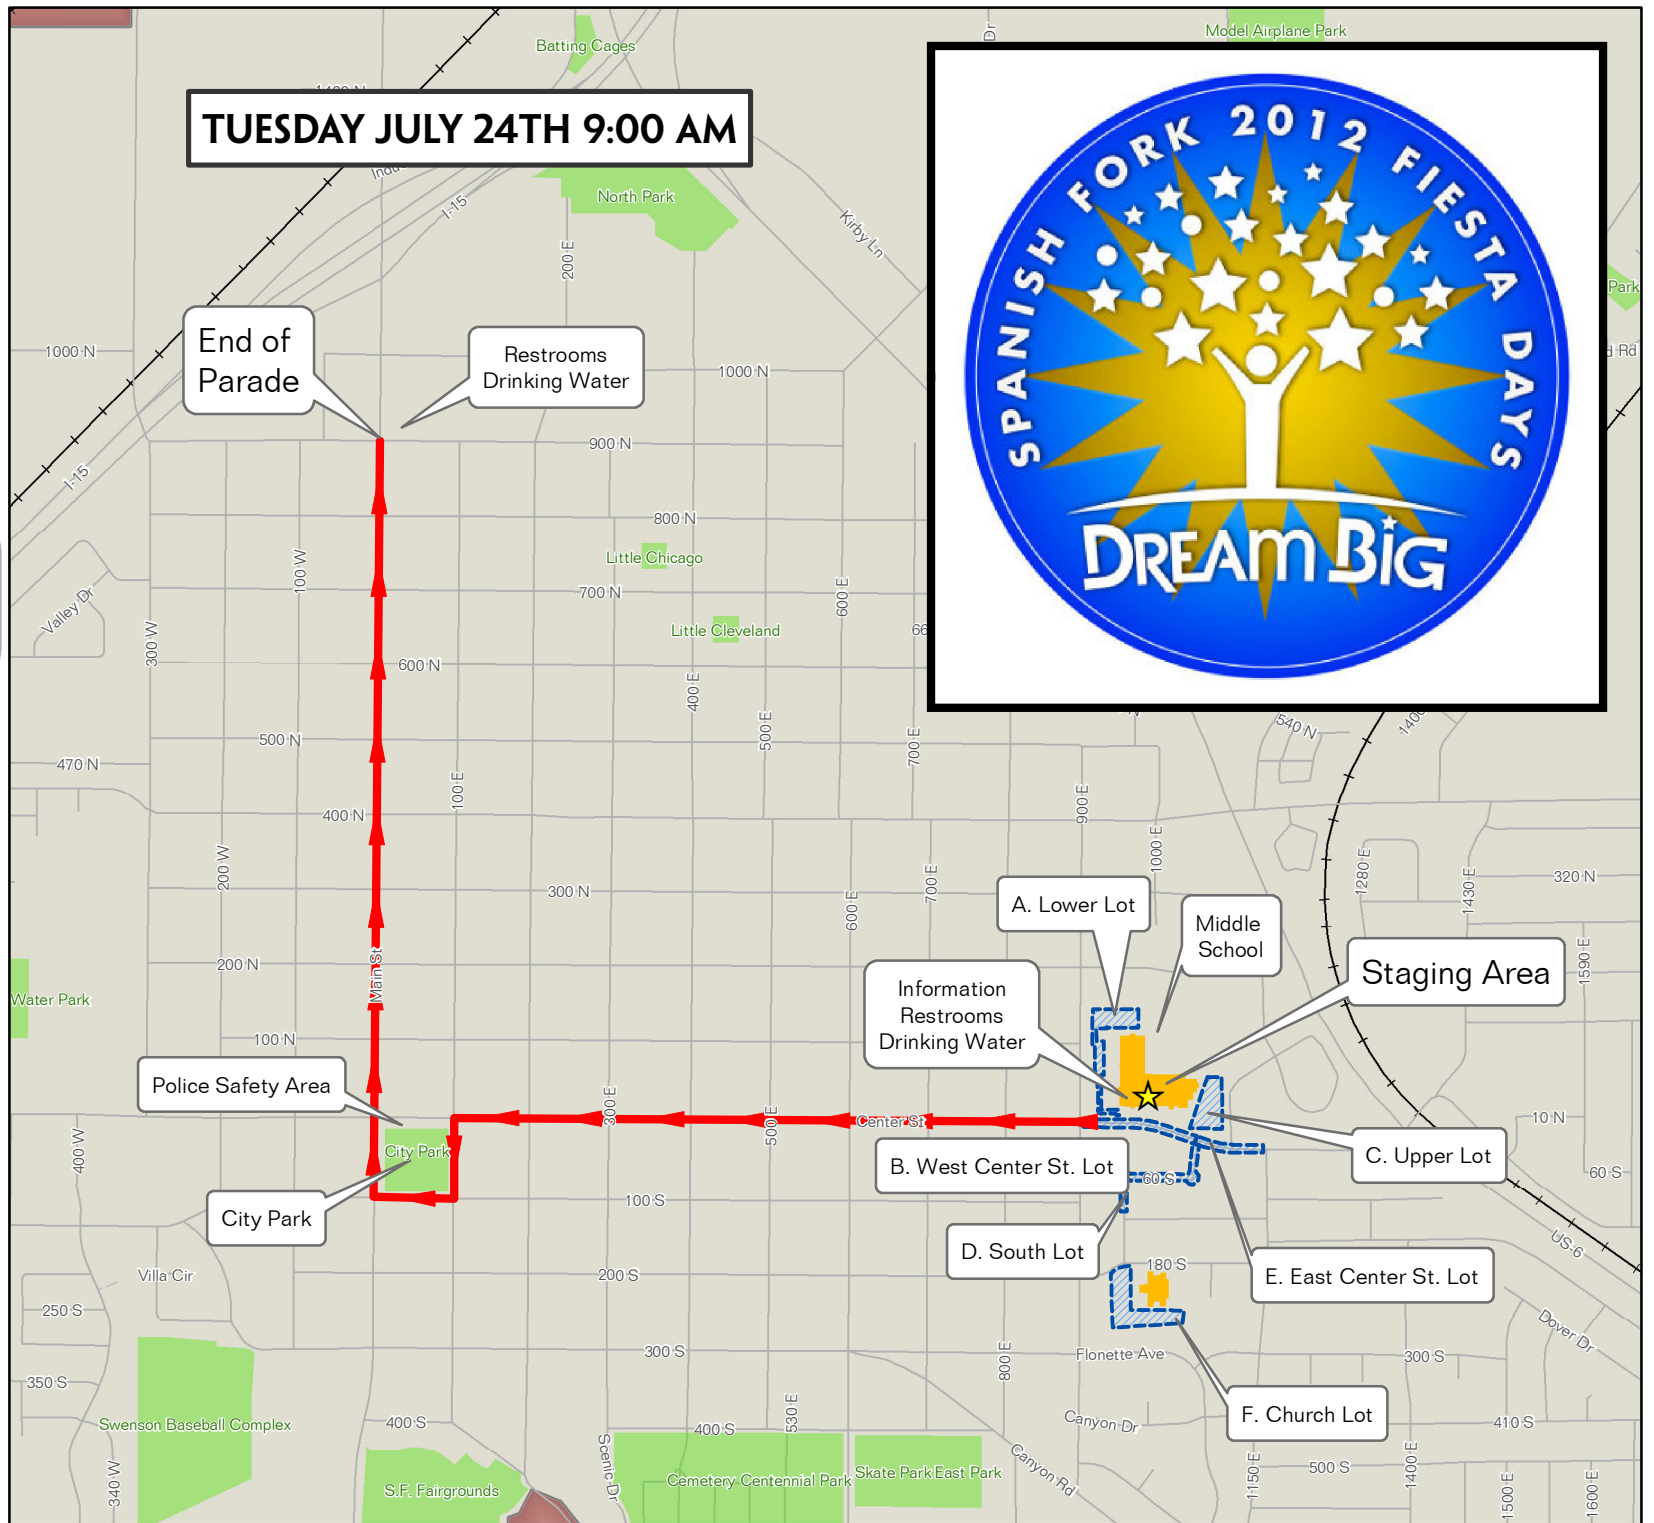 Batting Cages
Dr
Model Airplane Park
TUESDAY JULY 24TH 9:00 AM
I-15
North Park
Kirby Ln
200 E
SPANISH FORK 2012 FIESTA DAYS
DREAM BIG
Park
d Rd
1000 N
End of
Parade
Restrooms
Drinking Water
1000 N
900 N
I-15
800 N
Little Chicago
100 W
700 N
600 E
Valley Dr
300 W
Little Cleveland
66
600 N
400 E
500 E
700 E
540 N
1400
500 N
470 N
100 E
900 E
400 N
1000 E
200 W
300 N
600 E
700 E
1280 E
1430 E
320 N
A. Lower Lot
Middle
School
Staging Area
1590 E
Information
Restrooms
Drinking Water
200 N
Main St
Water Park
100 N
Police Safety Area
300 E
500 E
Center St
10 N
400 W
City Park
B. West Center St. Lot
C. Upper Lot
60 S
60 S
City Park
100 S
D. South Lot
US-6
Villa Cir
200 S
180 S
E. East Center St. Lot
250 S
Dover Dr
300 S
800 E
Flonette Ave
300 S
350 S
F. Church Lot
Swenson Baseball Complex
400 S
400 S
530 E
Canyon Dr
410 S
Scenic Dr
Canyon Rd
340 W
S.F. Fairgrounds
Cemetery Centennial Park
Skate Park
East Park
1150 E
500 S
1400 E
1500 E
1600 E